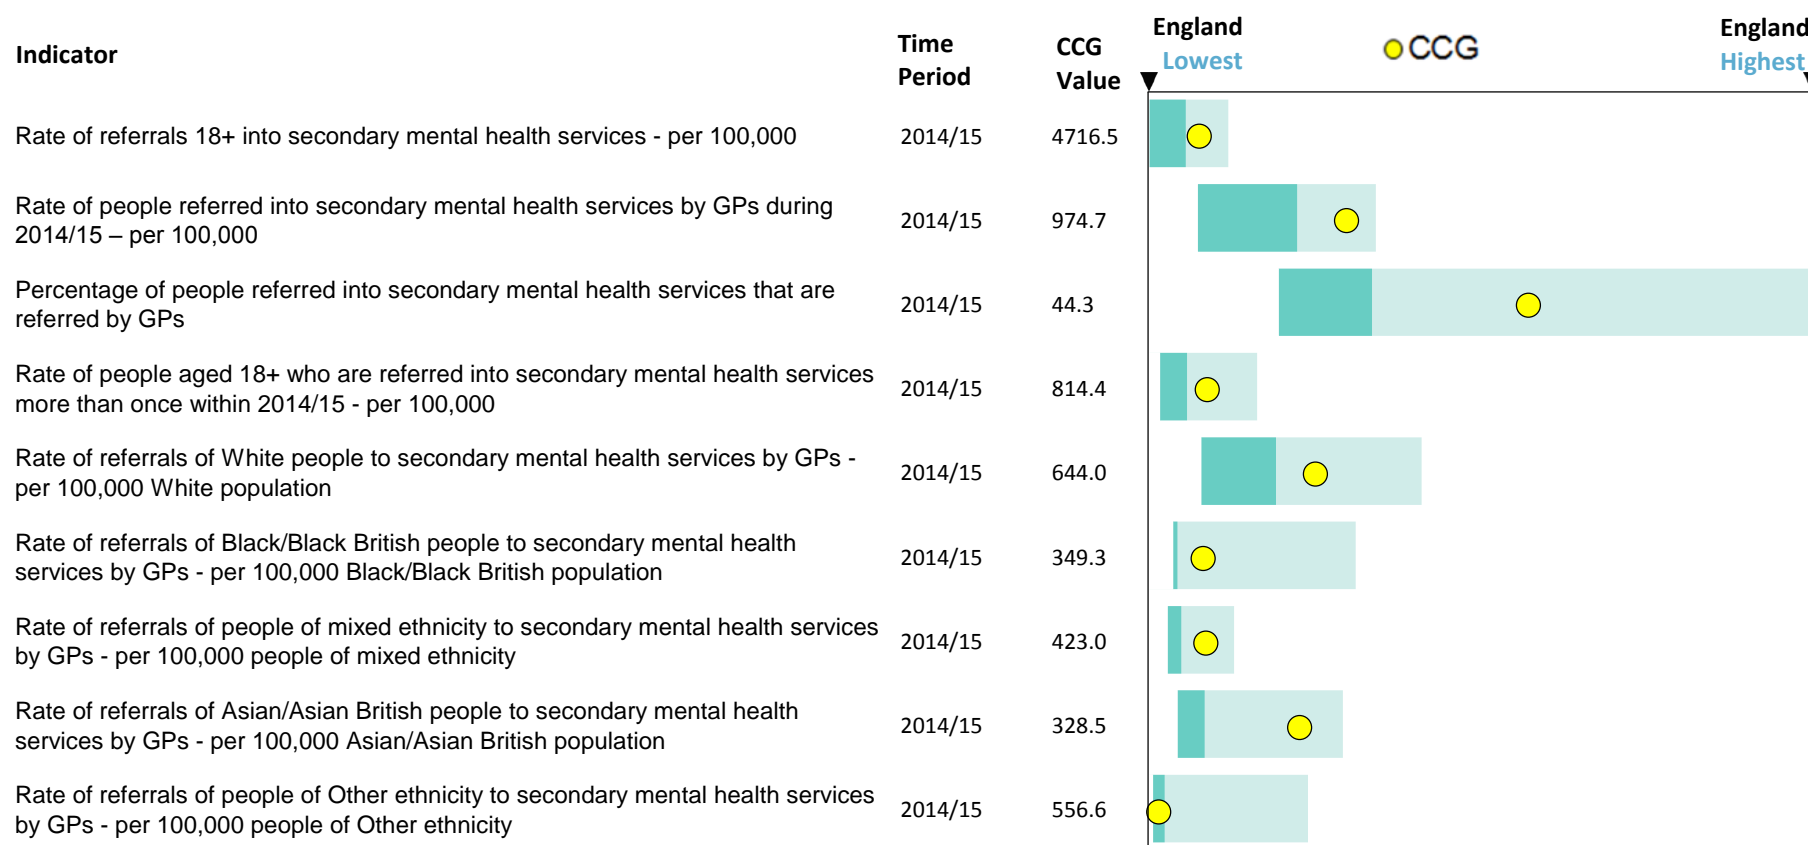 Indicator
Time Period
CCG Value
England Lowest
CCG
England Highest
Rate of referrals 18+ into secondary mental health services - per 100,000
2014/15
4716.5
Rate of people referred into secondary mental health services by GPs during
2014/15 – per 100,000
2014/15
974.7
Percentage of people referred into secondary mental health services that are
referred by GPs
2014/15
44.3
Rate of people aged 18+ who are referred into secondary mental health services
more than once within 2014/15 - per 100,000
2014/15
814.4
Rate of referrals of White people to secondary mental health services by GPs -
per 100,000 White population
2014/15
644.0
Rate of referrals of Black/Black British people to secondary mental health
services by GPs - per 100,000 Black/Black British population
2014/15
349.3
Rate of referrals of people of mixed ethnicity to secondary mental health services
by GPs - per 100,000 people of mixed ethnicity
2014/15
423.0
Rate of referrals of Asian/Asian British people to secondary mental health
services by GPs - per 100,000 Asian/Asian British population
2014/15
328.5
Rate of referrals of people of Other ethnicity to secondary mental health services
by GPs - per 100,000 people of Other ethnicity
2014/15
556.6